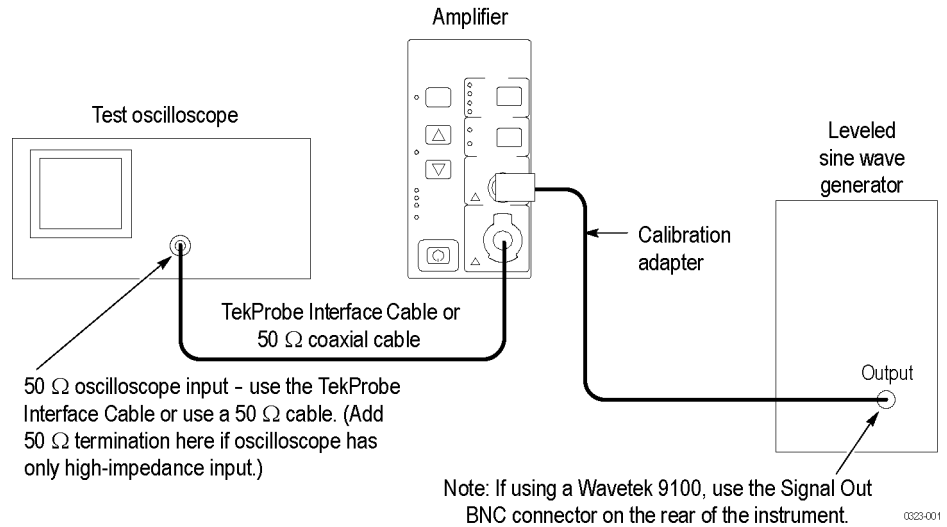 Amplifier
Test oscilloscope
Leveled
sine wave
generator
Calibration
adapter
TekProbe Interface Cable or
50 Ω coaxial cable
Output
50 Ω oscilloscope input – use the TekProbe
Interface Cable or use a 50 Ω cable. (Add
50 Ω termination here if oscilloscope has
only high-impedance input.)
Note: If using a Wavetek 9100, use the Signal Out
BNC connector on the rear of the instrument.
0323-001